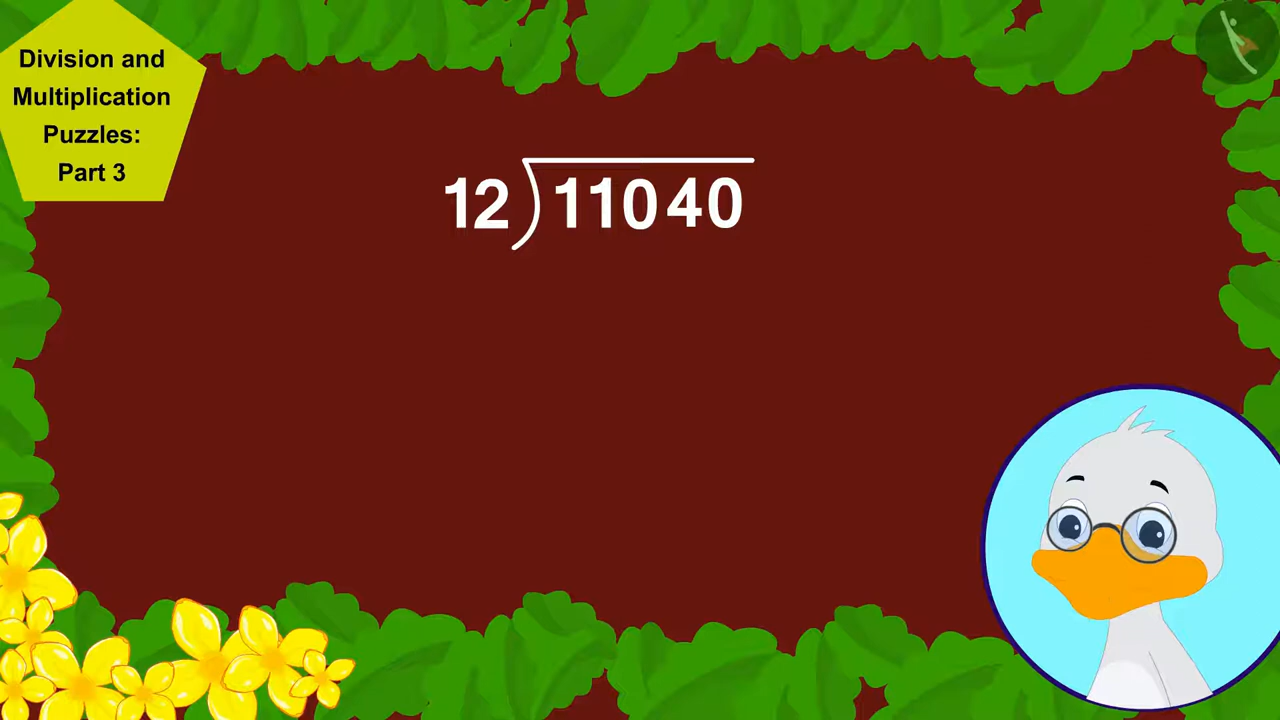 Division and
Multiplication
Puzzles:
Part 3
12)11040